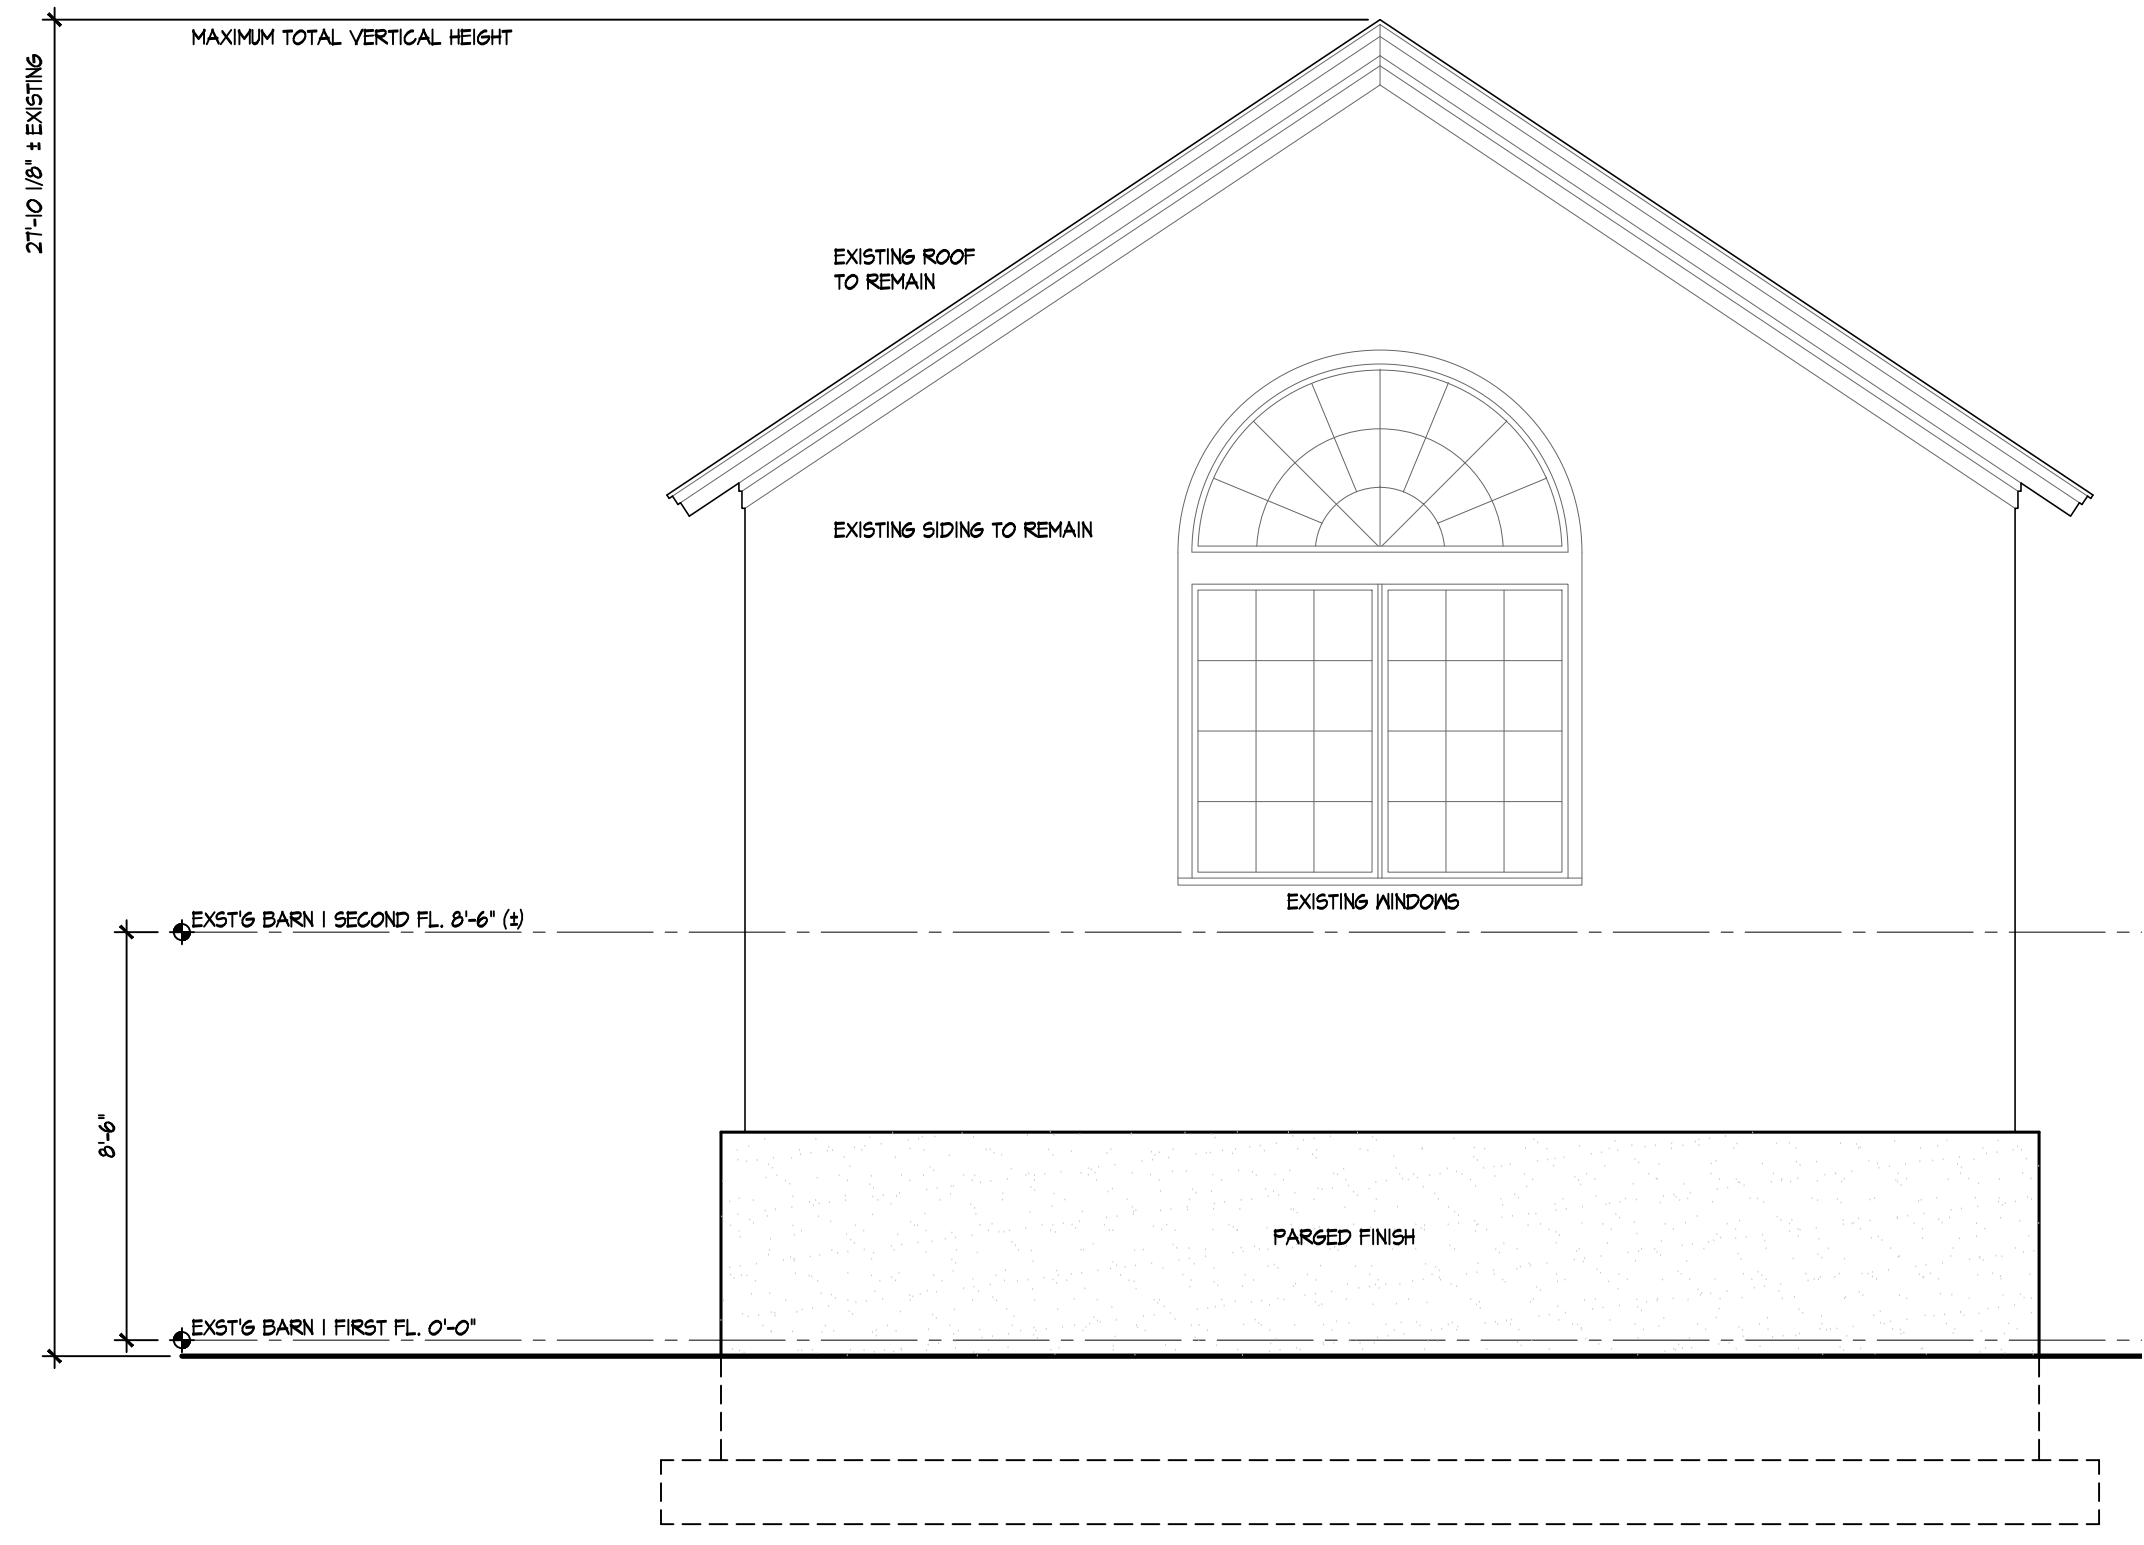 MAXIMUM TOTAL VERTICAL HEIGHT
27'-10 1/8" ± EXISTING
EXISTING ROOF
TO REMAIN
EXISTING SIDING TO REMAIN
EXISTING WINDOWS
EXST'G BARN | SECOND FL. 8'-6" (±)
8'-6"
PARGED FINISH
EXST'G BARN | FIRST FL. 0'-0"